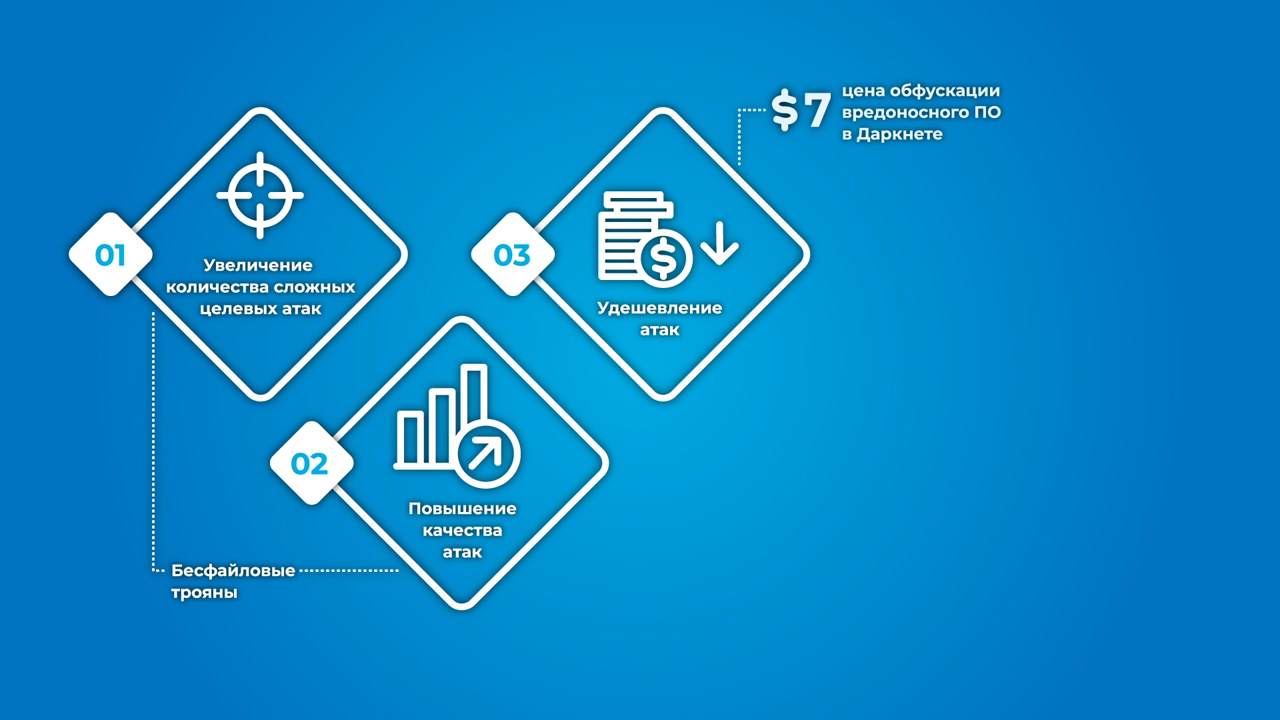 01
Увеличение
количества сложных
целевых атак
02
Повышение
качества
атак
Бесфайловые
трояны
03
Удешевление
атак
$7
цена обфускации
вредоносного ПО
в Даркнете